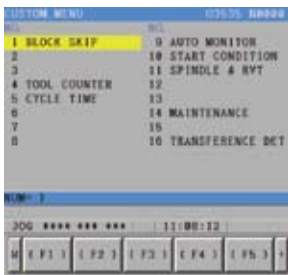 CUSTOM MENU O3535 N0000
NO. NO.
1 BLOCK SKIP 9 AUTO MONITOR
2 10 START CONDITION
3 11 SPINDLE & RVT
4 TOOL COUNTER 12
5 CYCLE TIME 13
6 14 MAINTENANCE
7 15
8 16 TRANSFERENCE DET
NUM=
JOG **** *** *** 11:08:12
( F1 ) ( F2 ) ( F3 ) ( F4 ) ( F5 ) +